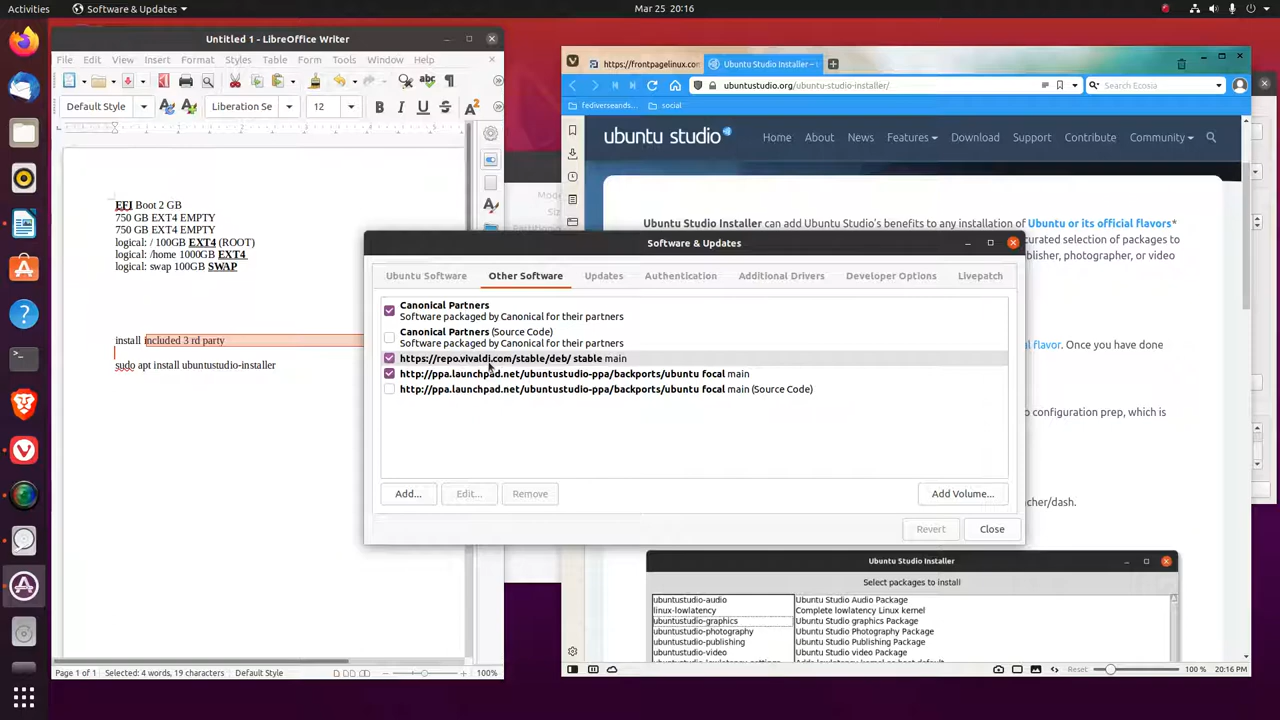 Activities
Software & Updates
Mar 25 20:16
Untitled 1 - LibreOffice Writer
File Edit View Insert Format Styles Table Form Tools Window
Default Style
Liberation Se
12
EFI Boot 2 GB
750 GB EXT4 EMPTY
750 GB EXT4 EMPTY
logical: / 100GB EXT4 (ROOT)
logical: /home 1000GB EXT4
logical: swap 100GB SWAP
install included 3 rd party
sudo apt install ubuntustudio-installer
Page 1 of 1
Selected: 4 words, 19 characters
Default Style
100%
https://frontpagelinux.con
Ubuntu Studio Installer –
ubuntustudio.org/ubuntu-studio-installer/
Search Ecosia
fediverseands..
social
ubuntu studio
Home About News Features Download Support Contribute Community
Ubuntu Studio Installer can add Ubuntu Studio's benefits to any installation of Ubuntu or its official flavors*
urated selection of packages to
lisher, photographer, or video
Mode
Siz
Software & Updates
Ubuntu Software
Other Software
Updates
Authentication
Additional Drivers
Developer Options
Livepatch
Canonical Partners
Software packaged by Canonical for their partners
Canonical Partners (Source Code)
Software packaged by Canonical for their partners
https://repo.vivaldi.com/stable/deb/ stable main
http://ppa.launchpad.net/ubuntustudio-ppa/backports/ubuntu focal main
http://ppa.launchpad.net/ubuntustudio-ppa/backports/ubuntu focal main (Source Code)
Add...
Edit...
Remove
Add Volume...
Revert
Close
flavor. Once you have done
o configuration prep, which is
cher/dash.
Ubuntu Studio Installer
Select packages to install
ubuntustudio-audio Ubuntu Studio Audio Package
linux-lowlatency Complete lowlatency Linux kernel
ubuntustudio-graphics Ubuntu Studio graphics Package
ubuntustudio-photography Ubuntu Studio Photography Package
ubuntustudio-publishing Ubuntu Studio Publishing Package
ubuntustudio-video Ubuntu Studio video Package
Reset:
100 %
20:16 PM